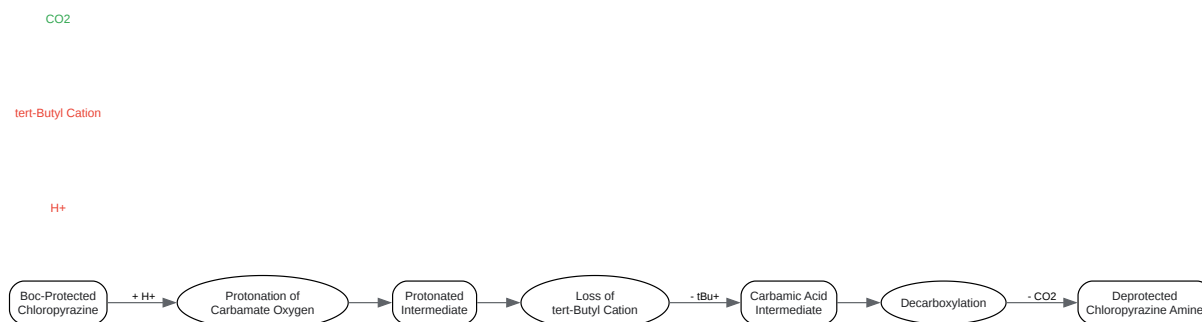 CO2
tert-Butyl Cation
H+
Boc-Protected
Chloropyrazine
+ H+
Protonation of
Carbamate Oxygen
Protonated
Intermediate
Loss of
tert-Butyl Cation
- tBu+
Carbamic Acid
Intermediate
Decarboxylation
- CO2
Deprotected
Chloropyrazine Amine